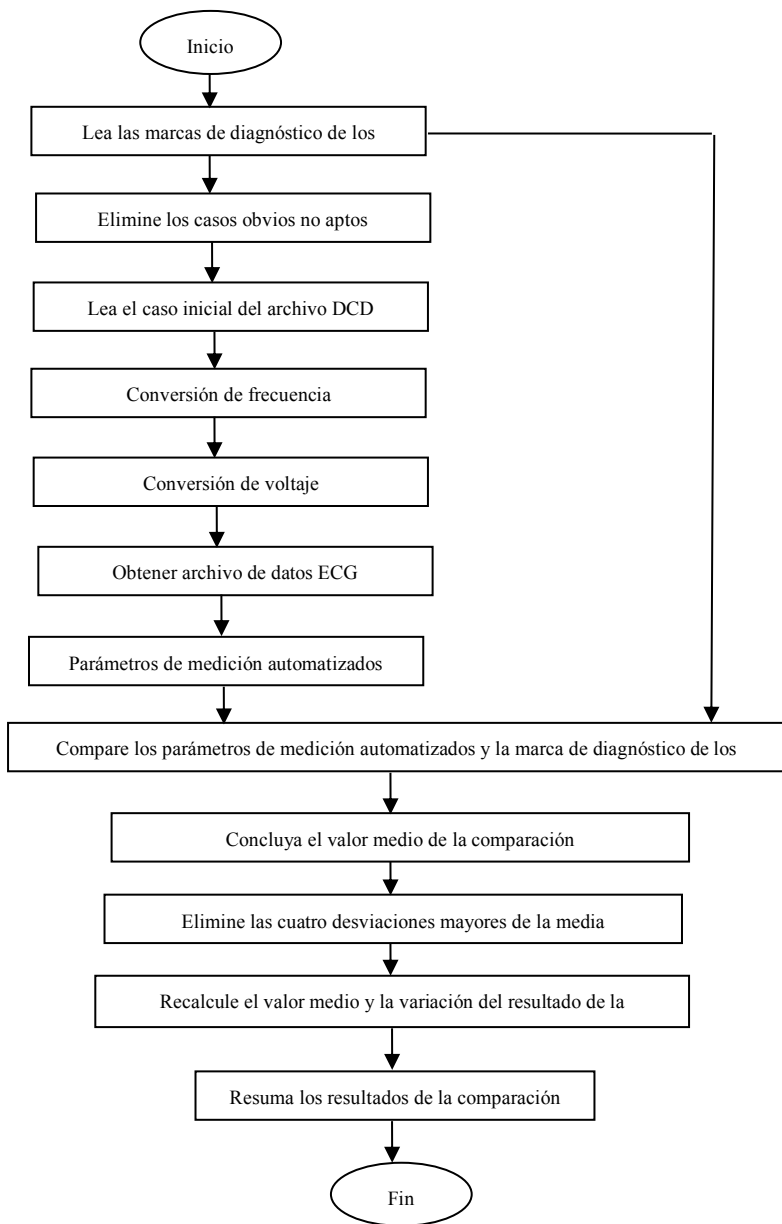 Inicio
Lea las marcas de diagnóstico de los
Elimine los casos obvios no aptos
Lea el caso inicial del archivo DCD
Conversión de frecuencia
Conversión de voltaje
Obtener archivo de datos ECG
Parámetros de medición automatizados
Compare los parámetros de medición automatizados y la marca de diagnóstico de los
Concluya el valor medio de la comparación
Elimine las cuatro desviaciones mayores de la media
Recalcule el valor medio y la variación del resultado de la
Resuma los resultados de la comparación
Fin